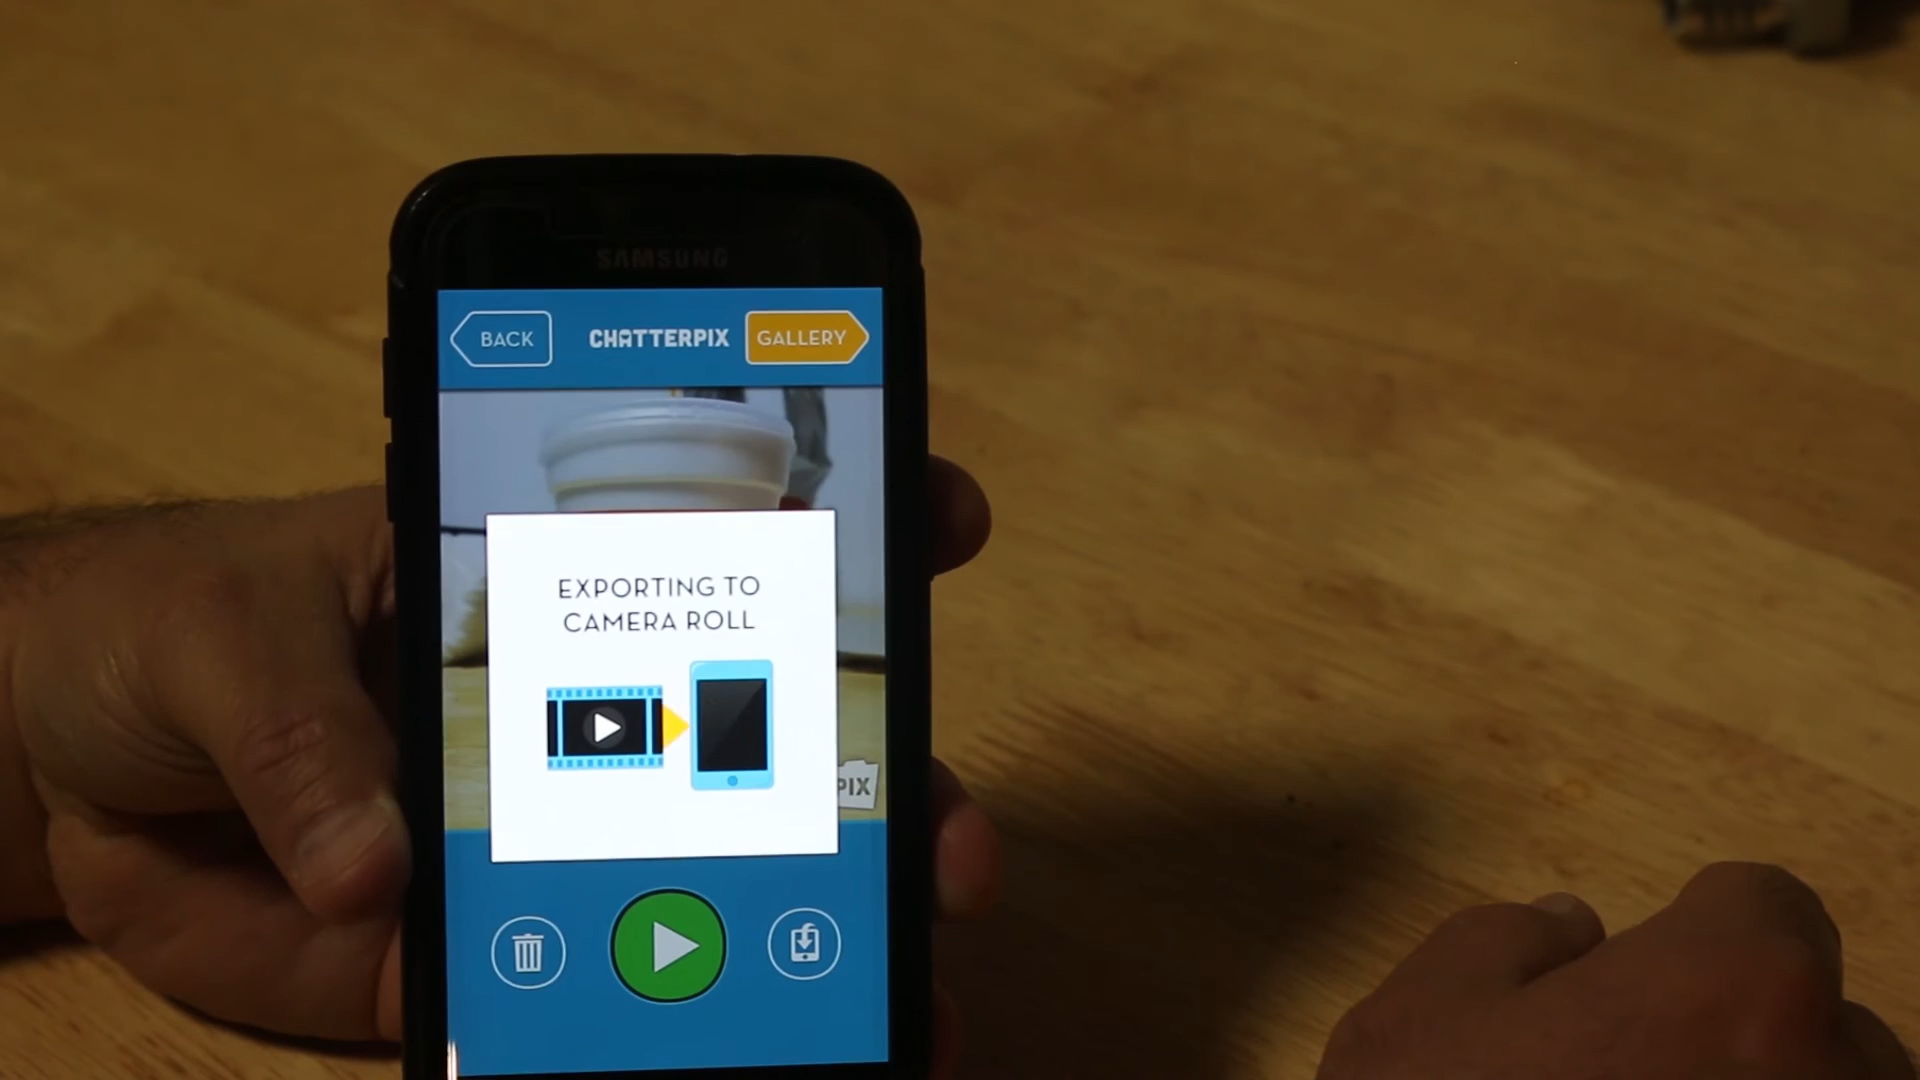 SAMSUNG
BACK
CHATTERPIX
GALLERY
EXPORTING TO
CAMERA ROLL
PIX